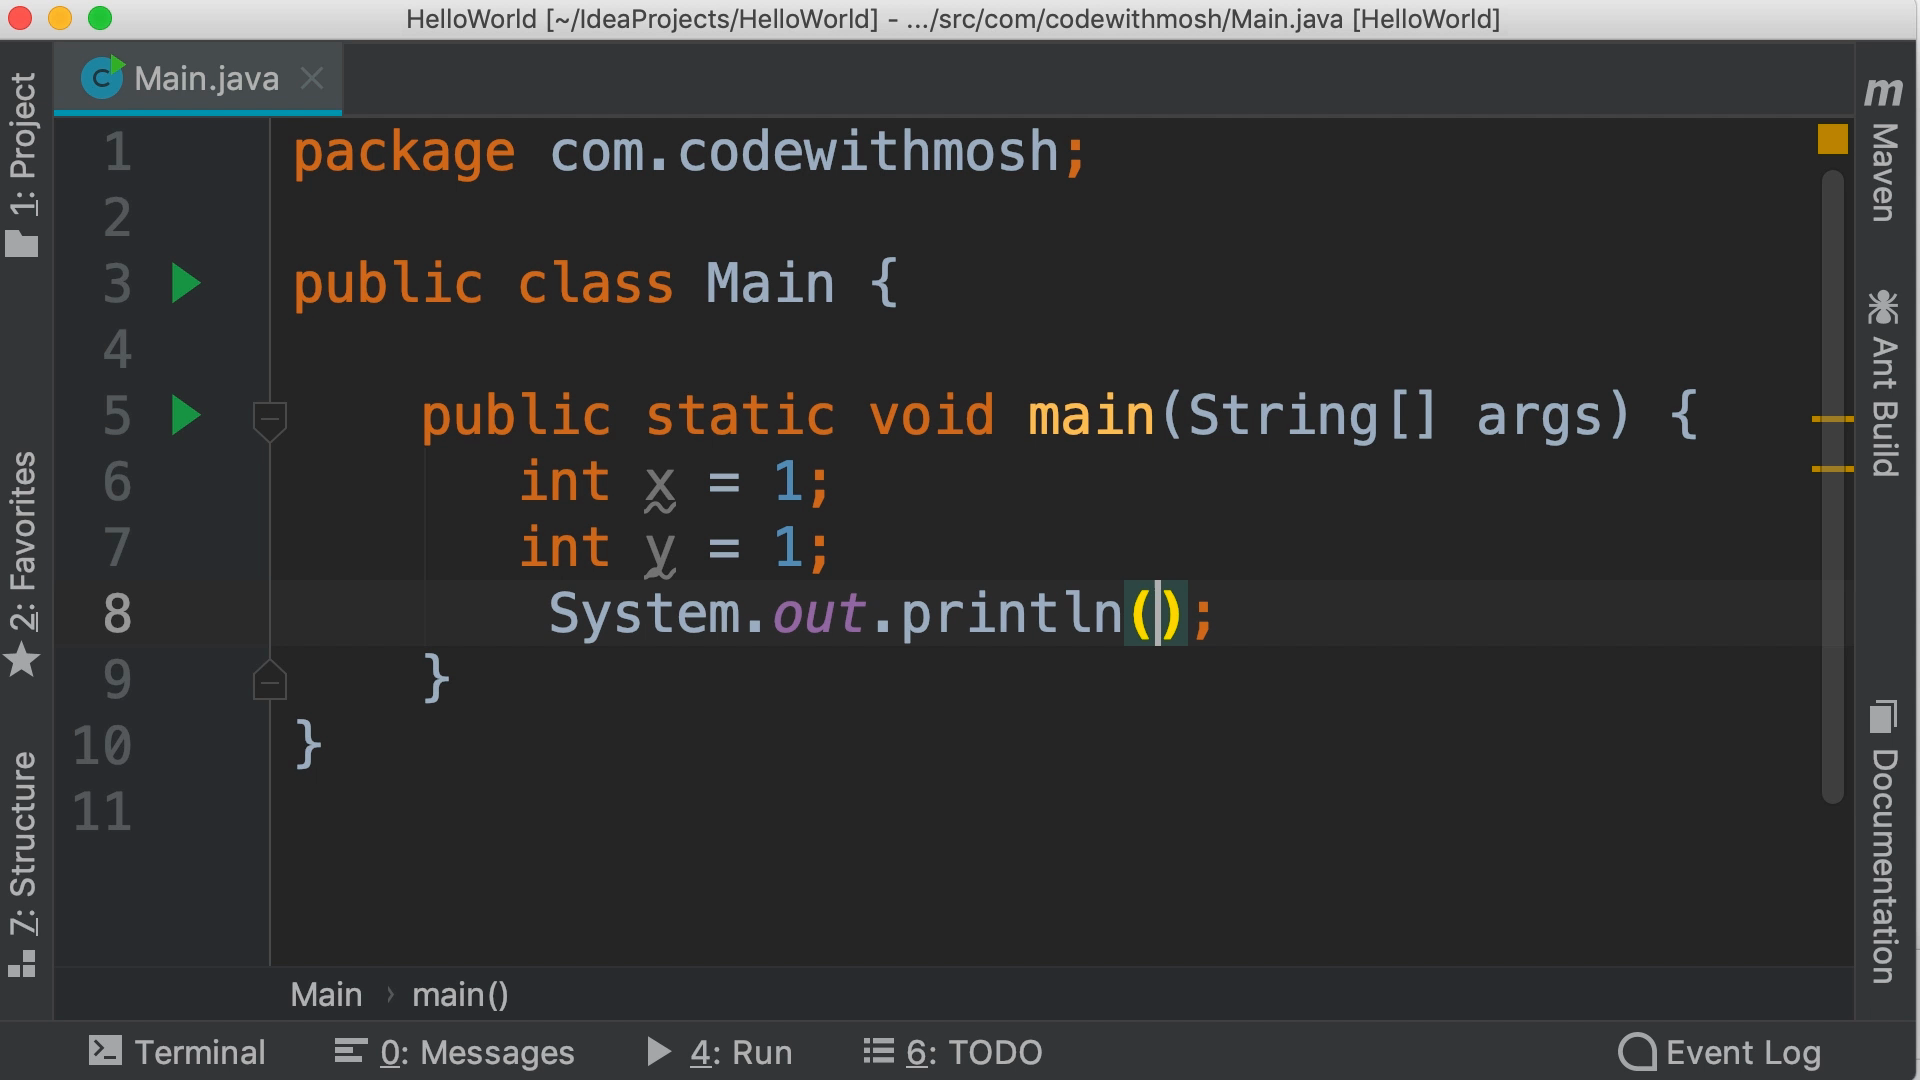 HelloWorld [~/IdeaProjects/HelloWorld] - .../src/com/codewithmosh/Main.java [HelloWorld]
Main.java
1: Project
2: Favorites
7: Structure
1 package com.codewithmosh;
2
3 public class Main {
4
5 public static void main(String[] args) {
6 int x = 1;
7 int y = 1;
8 System.out.println();
9 }
10 }
11
m Maven
Ant Build
Documentation
Main › main()
Terminal
0: Messages
4: Run
6: TODO
Event Log